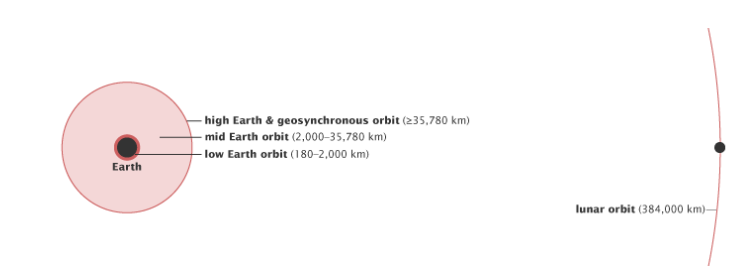 high Earth & geosynchronous orbit (≥35,780 km)
mid Earth orbit (2,000–35,780 km)
low Earth orbit (180–2,000 km)
Earth
lunar orbit (384,000 km)